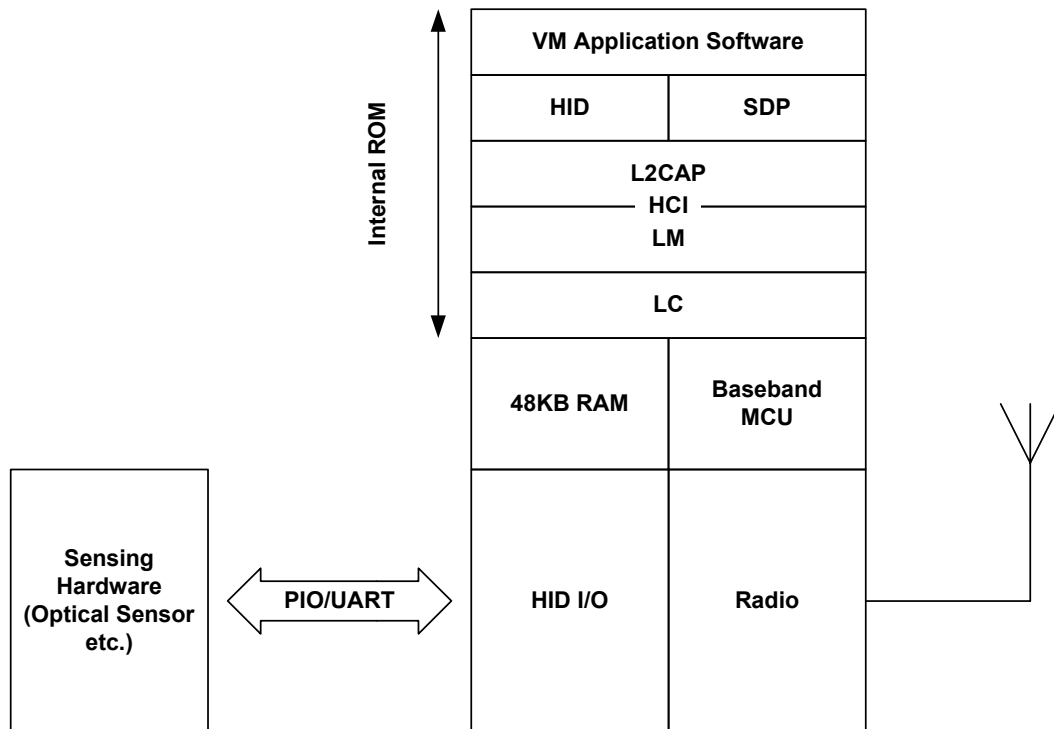 VM Application Software
HID
SDP
Internal ROM
L2CAP
HCI
LM
LC
48KB RAM
Baseband
MCU
Sensing
Hardware
(Optical Sensor
etc.)
PIO/UART
HID I/O
Radio